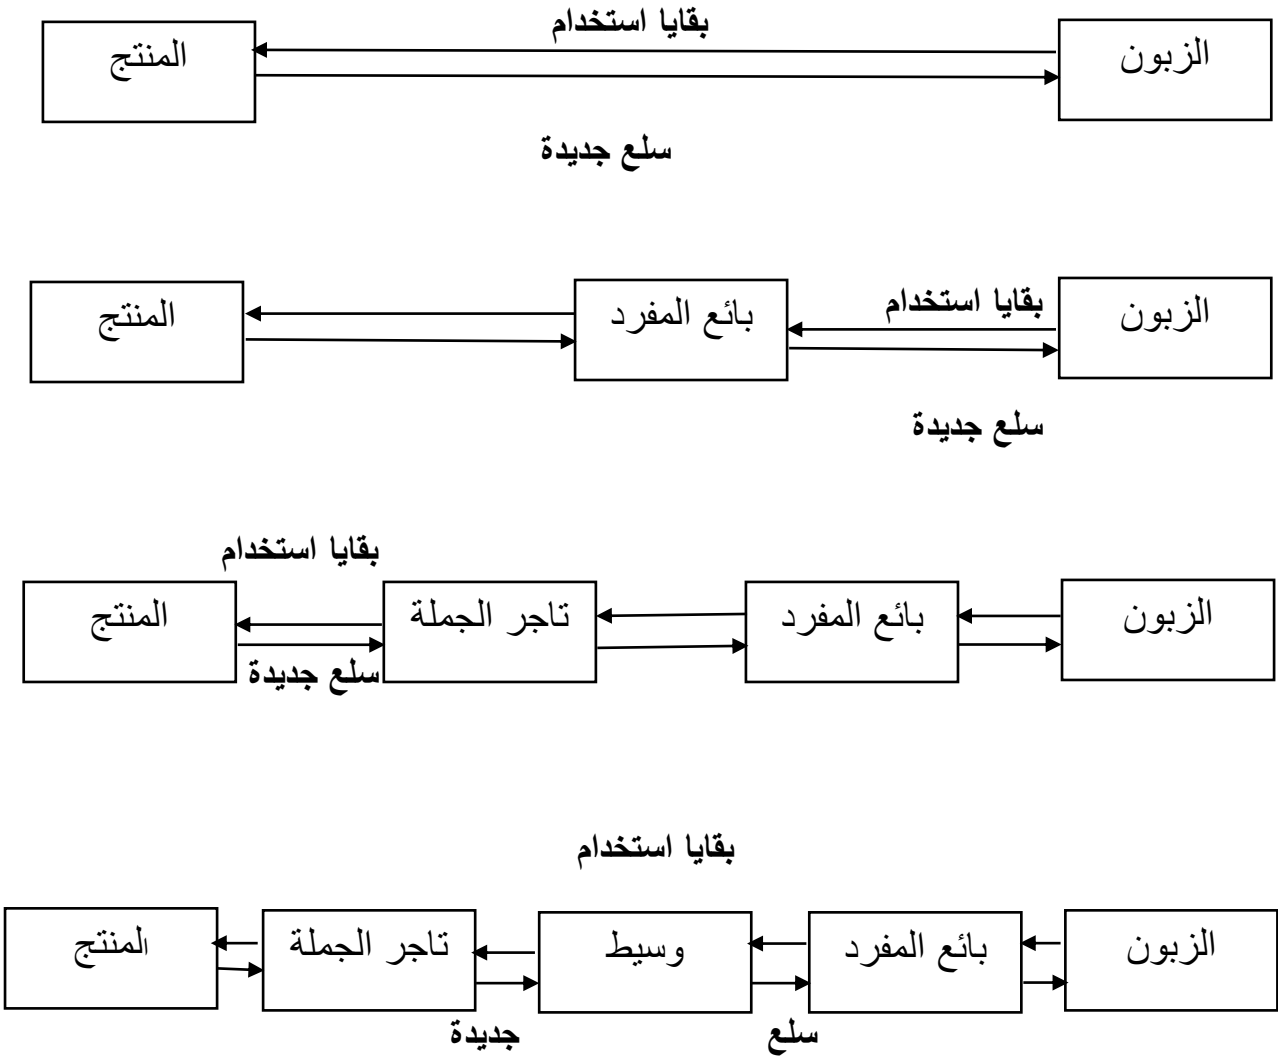 بقايا استخدام
الزبون
المنتج
سلع جديدة
بقايا استخدام
الزبون
بائع المفرد
المنتج
سلع جديدة
بقايا استخدام
الزبون
بائع المفرد
تاجر الجملة
المنتج
سلع جديدة
بقايا استخدام
الزبون
بائع المفرد
وسيط
تاجر الجملة
المنتج
سلع جديدة